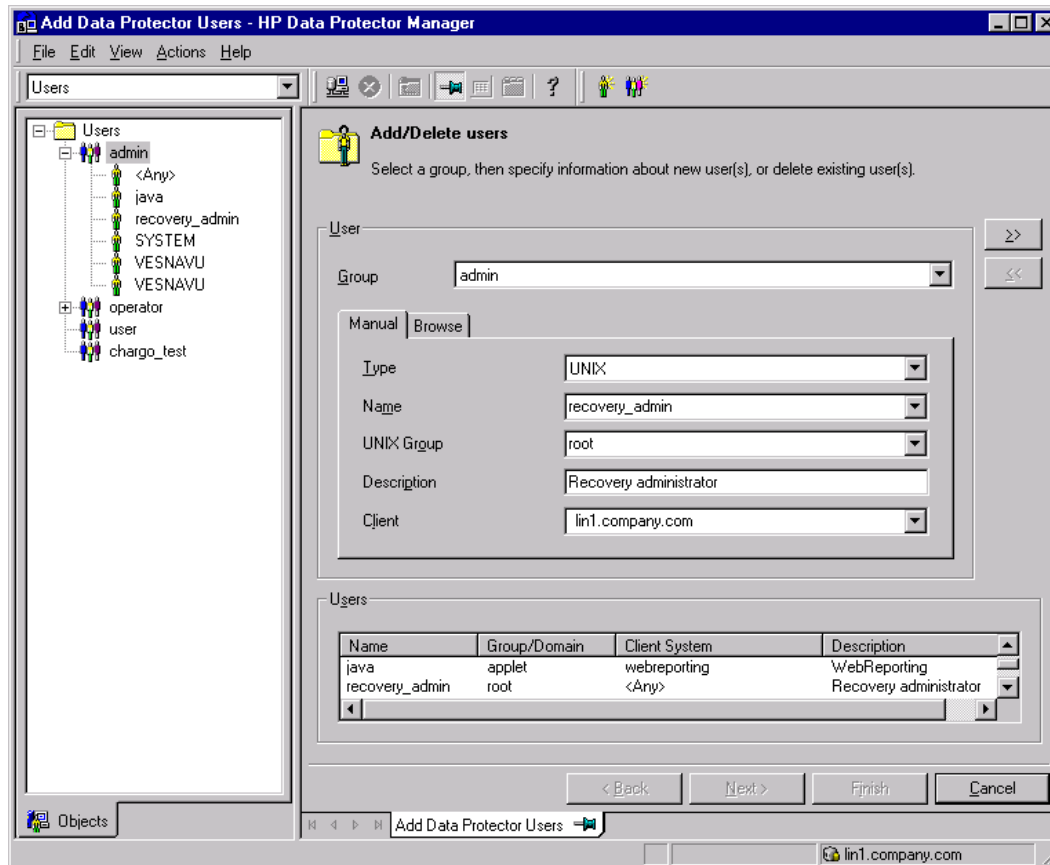 Add Data Protector Users - HP Data Protector Manager
File Edit View Actions Help
Users
?
Users
admin
<Any>
java
recovery_admin
SYSTEM
VESNAVU
VESNAVU
operator
user
chargo_test
Objects
Add/Delete users
Select a group, then specify information about new user(s), or delete existing user(s).
User
>>
<<
Group admin
Manual Browse
Type UNIX
Name recovery_admin
UNIX Group root
Description Recovery administrator
Client lin1.company.com
Users
Name Group/Domain Client System Description
java applet webreporting WebReporting
recovery_admin root <Any> Recovery administrator
< Back Next > Finish Cancel
Add Data Protector Users
lin1.company.com